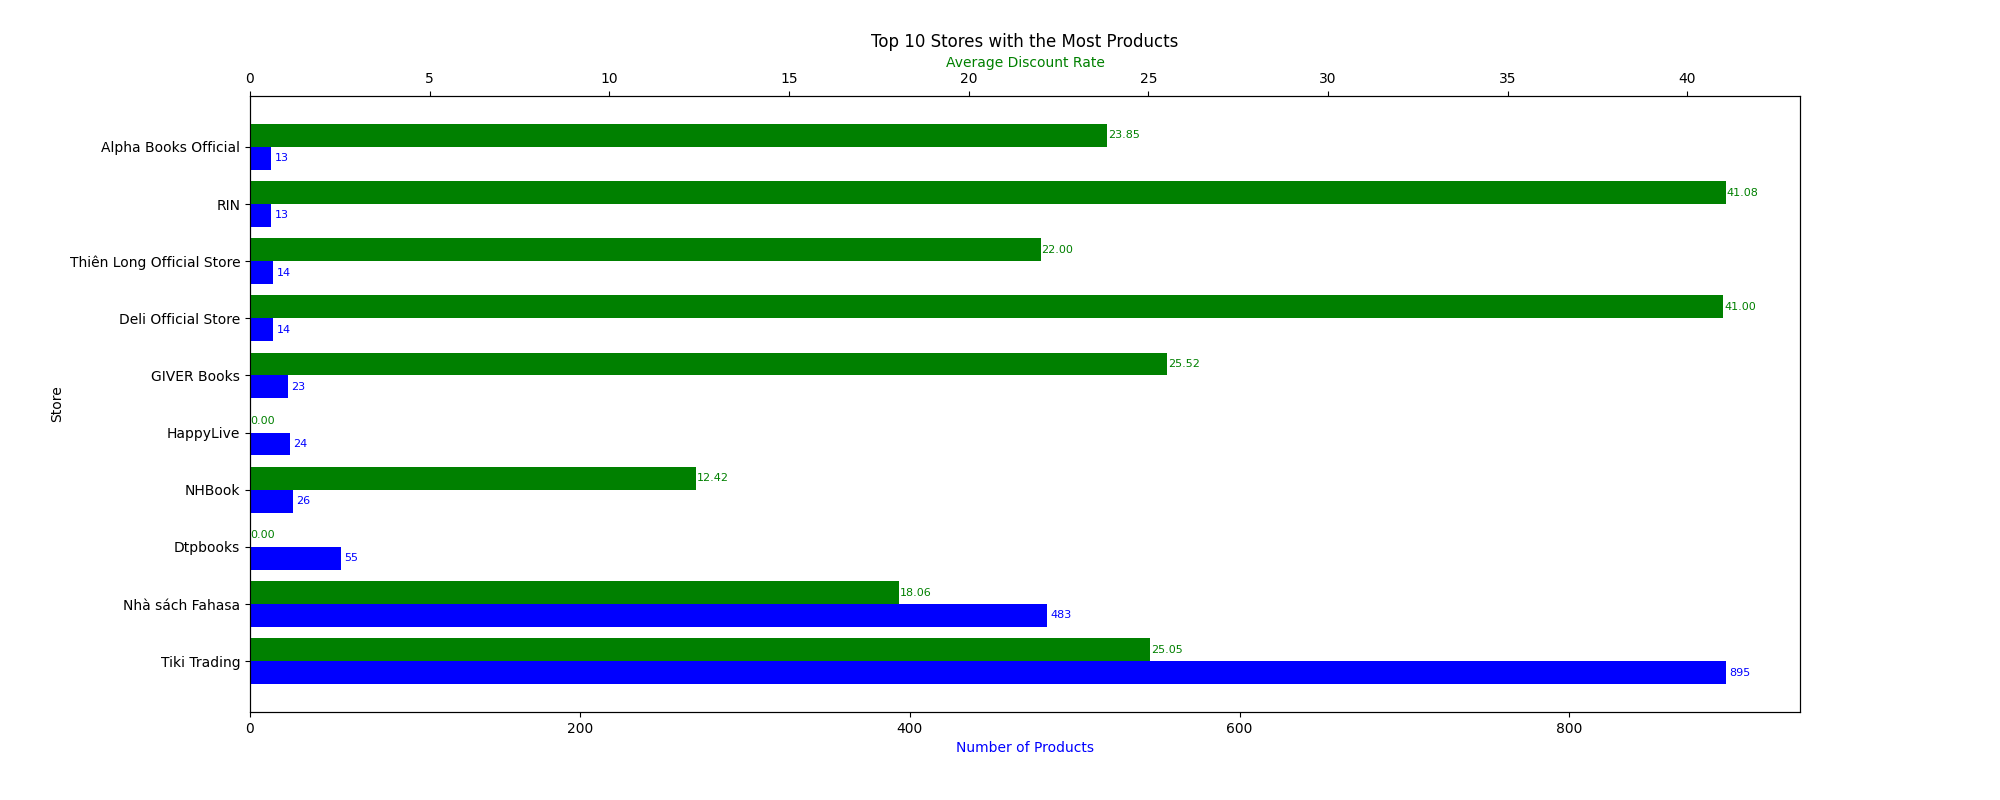 Top 10 Stores with the Most Products
Average Discount Rate
0 5 10 15 20 25 30 35 40
Alpha Books Official 23.85 13
RIN 41.08 13
Thiên Long Official Store 22.00 14
Deli Official Store 41.00 14
GIVER Books 25.52 23
HappyLive 0.00 24
NHBook 12.42 26
Dtpbooks 0.00 55
Nhà sách Fahasa 18.06 483
Tiki Trading 25.05 895
Store
0 200 400 600 800
Number of Products